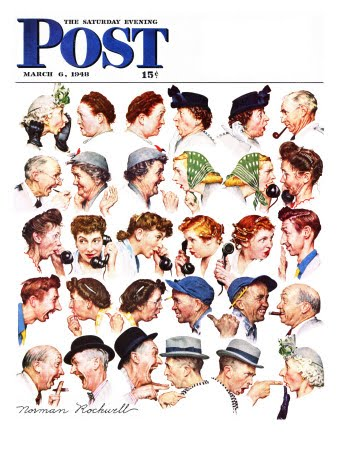 THE SATURDAY EVENING
POST
MARCH 6, 1948 15¢
Norman Rockwell